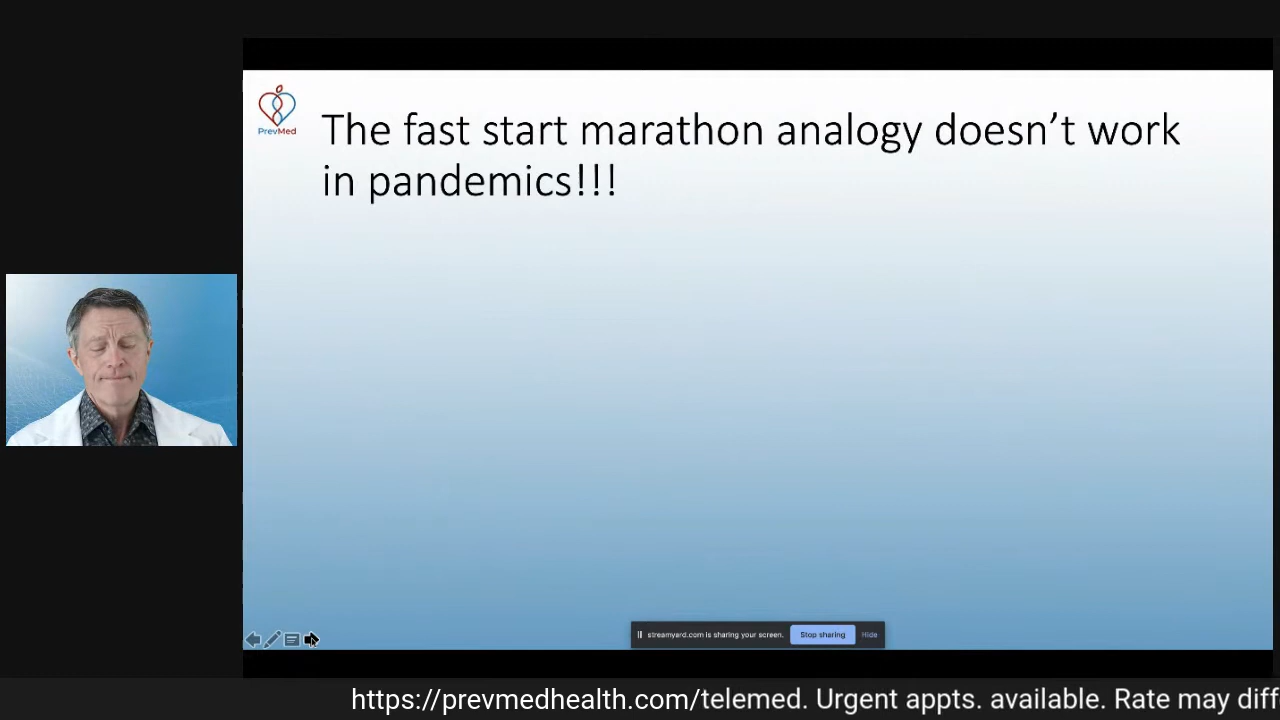 PrevMed
The fast start marathon analogy doesn’t work
in pandemics!!!
streamyard.com is sharing your screen. Stop sharing Hide
https://prevmedhealth.com/telemed. Urgent appts. available. Rate may diff